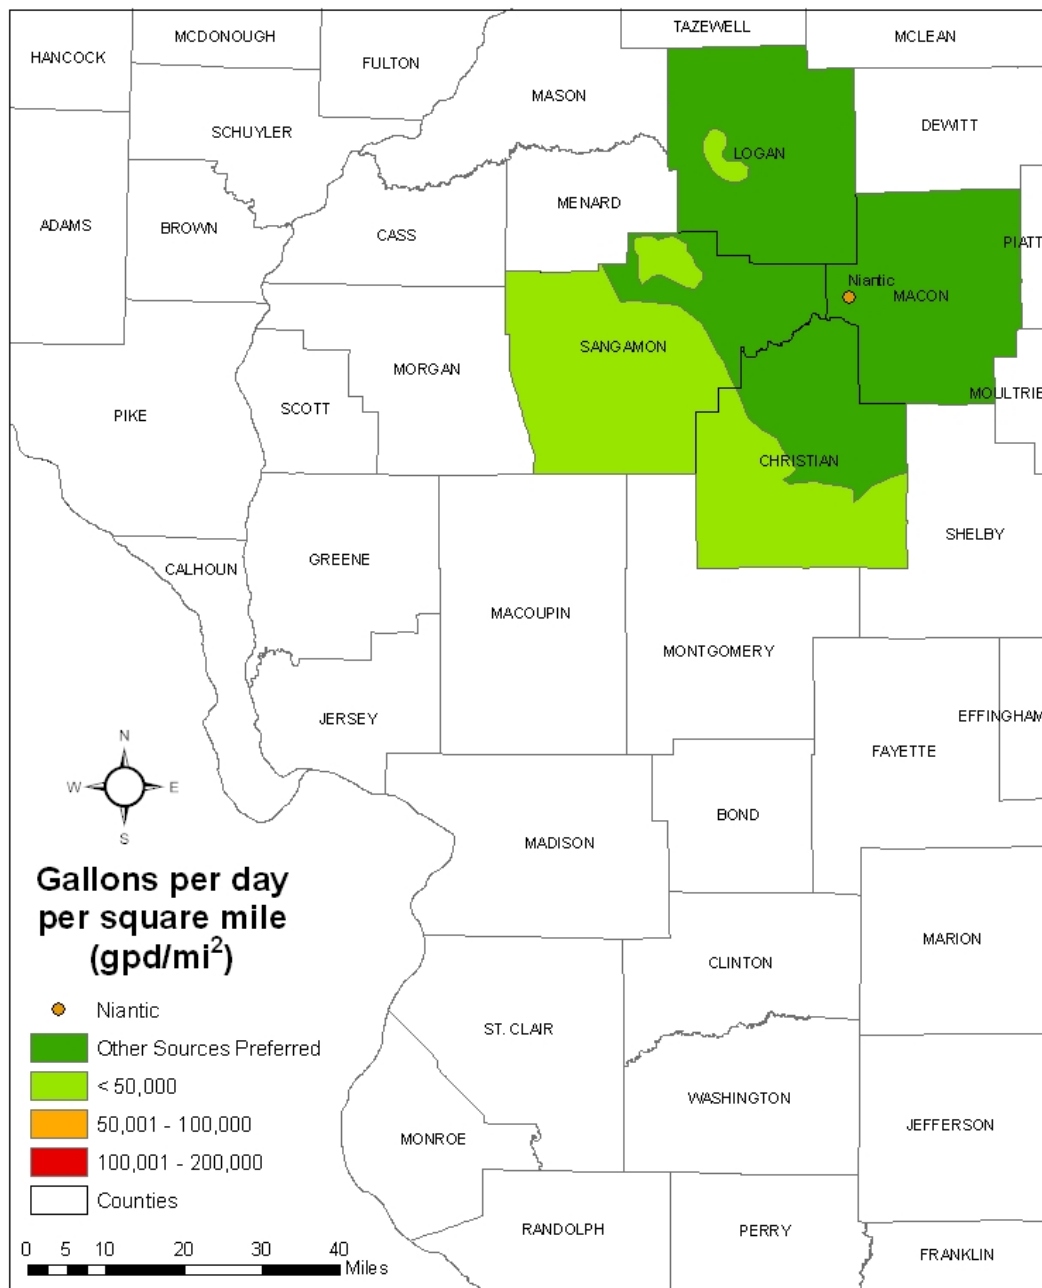 TAZEWELL
MCDONOUGH
MCLEAN
HANCOCK
FULTON
MASON
DEWITT
SCHUYLER
LOGAN
MENARD
ADAMS
BROWN
CASS
PIATT
Niantic
MACON
SANGAMON
MORGAN
MOULTRIE
SCOTT
PIKE
CHRISTIAN
SHELBY
GREENE
CALHOUN
MACOUPIN
MONTGOMERY
JERSEY
EFFINGHAM
FAYETTE
N
W E
S
BOND
MADISON
Gallons per day
per square mile
(gpd/mi²)
MARION
CLINTON
Niantic
ST. CLAIR
Other Sources Preferred
< 50,000
WASHINGTON
50,001 - 100,000
JEFFERSON
MONROE
100,001 - 200,000
Counties
RANDOLPH
PERRY
FRANKLIN
0 5 10 20 30 40
Miles